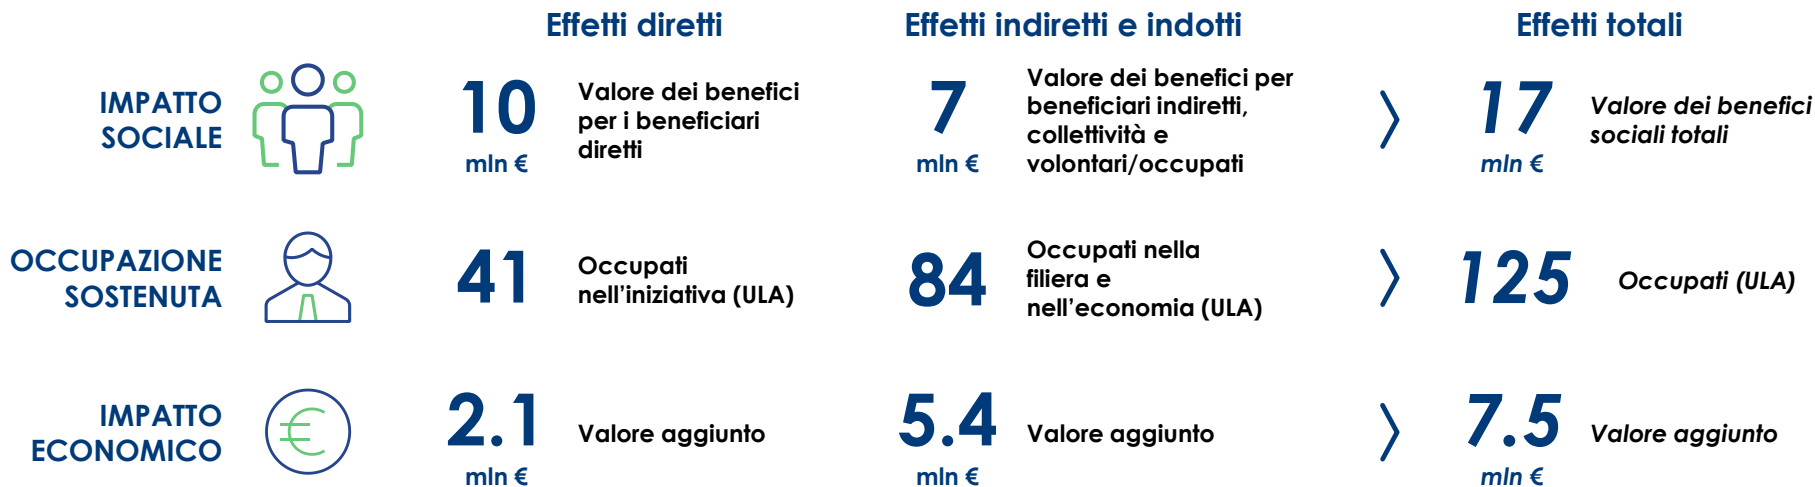 Effetti diretti
Effetti indiretti e indotti
Effetti totali
IMPATTO
SOCIALE
10
mln €
Valore dei benefici
per i beneficiari
diretti
7
mln €
Valore dei benefici per
beneficiari indiretti,
collettività e
volontari/occupati
17
mln €
Valore dei benefici
sociali totali
OCCUPAZIONE
SOSTENUTA
41
Occupati
nell'iniziativa (ULA)
84
Occupati nella
filiera e
nell'economia (ULA)
125
Occupati (ULA)
IMPATTO
ECONOMICO
€
2.1
mln €
Valore aggiunto
5.4
mln €
Valore aggiunto
7.5
mln €
Valore aggiunto